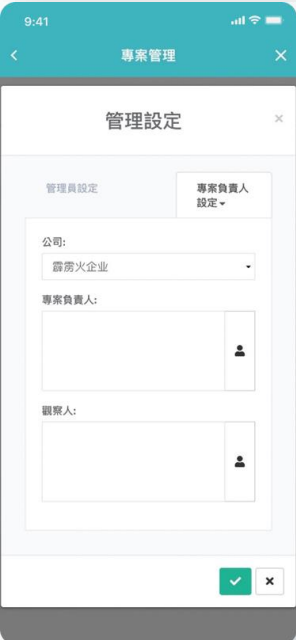 9:41
專案管理
管理設定
管理員設定
專案負責人
設定
公司:
霹雳火企业
專案負責人:
觀察人: